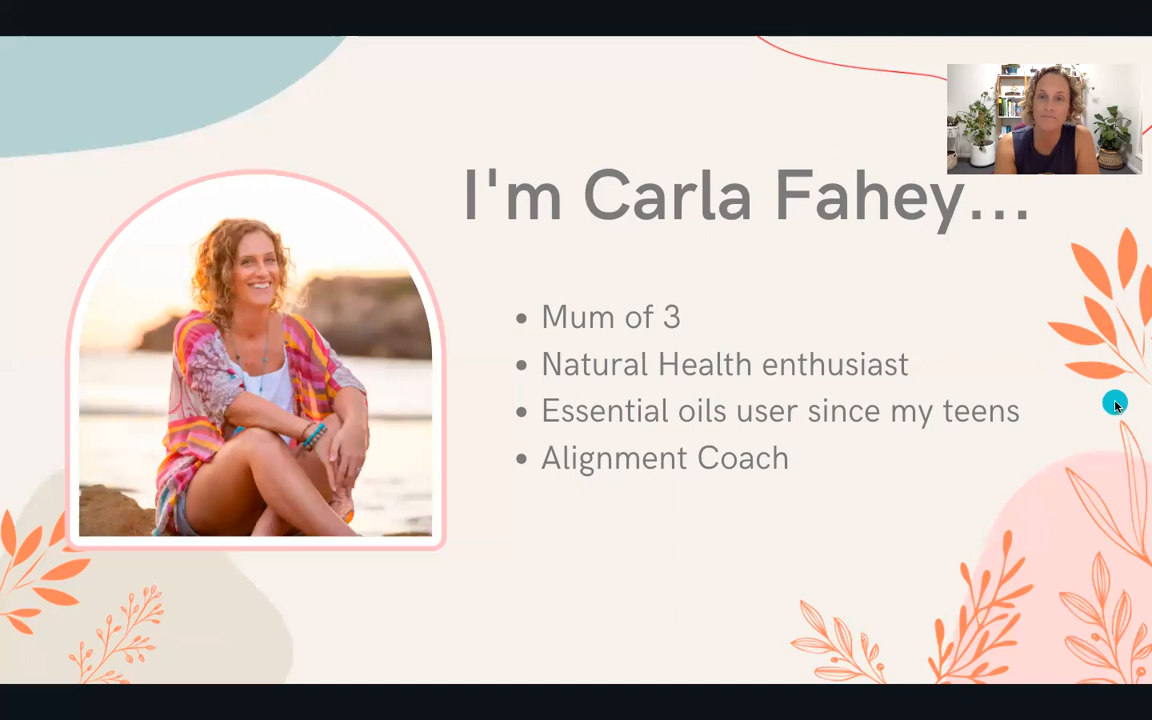 I'm Carla Fahey...
Mum of 3
Natural Health enthusiast
Essential oils user since my teens
Alignment Coach